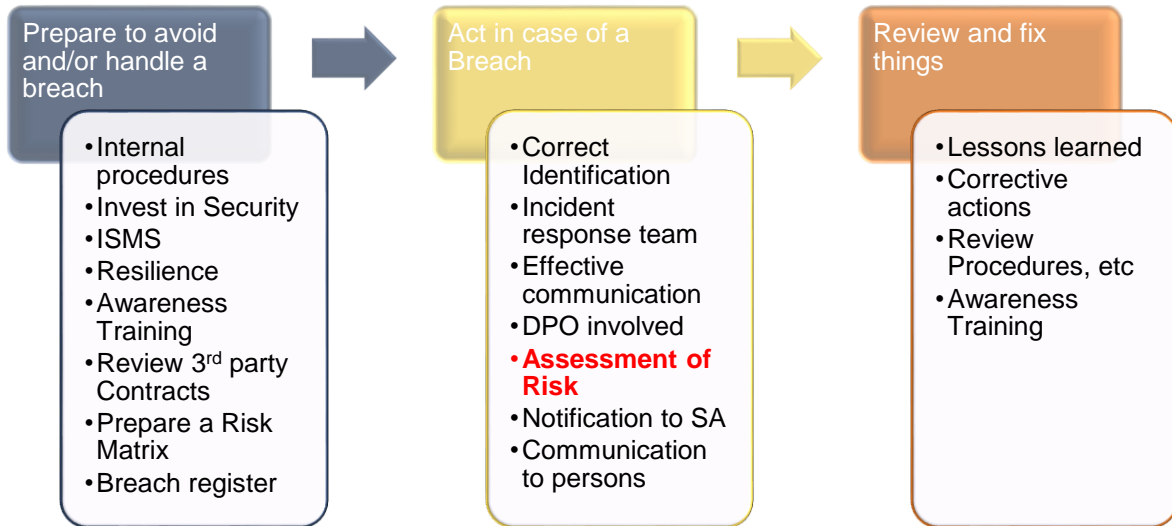 Prepare to avoid
and/or handle a
breach
•Internal
procedures
•Invest in Security
•ISMS
•Resilience
•Awareness
Training
•Review 3rd party
Contracts
•Prepare a Risk
Matrix
•Breach register
Act in case of a
Breach
•Correct
Identification
•Incident
response team
•Effective
communication
•DPO involved
•Assessment of
Risk
•Notification to SA
•Communication
to persons
Review and fix
things
•Lessons learned
•Corrective
actions
•Review
Procedures, etc
•Awareness
Training